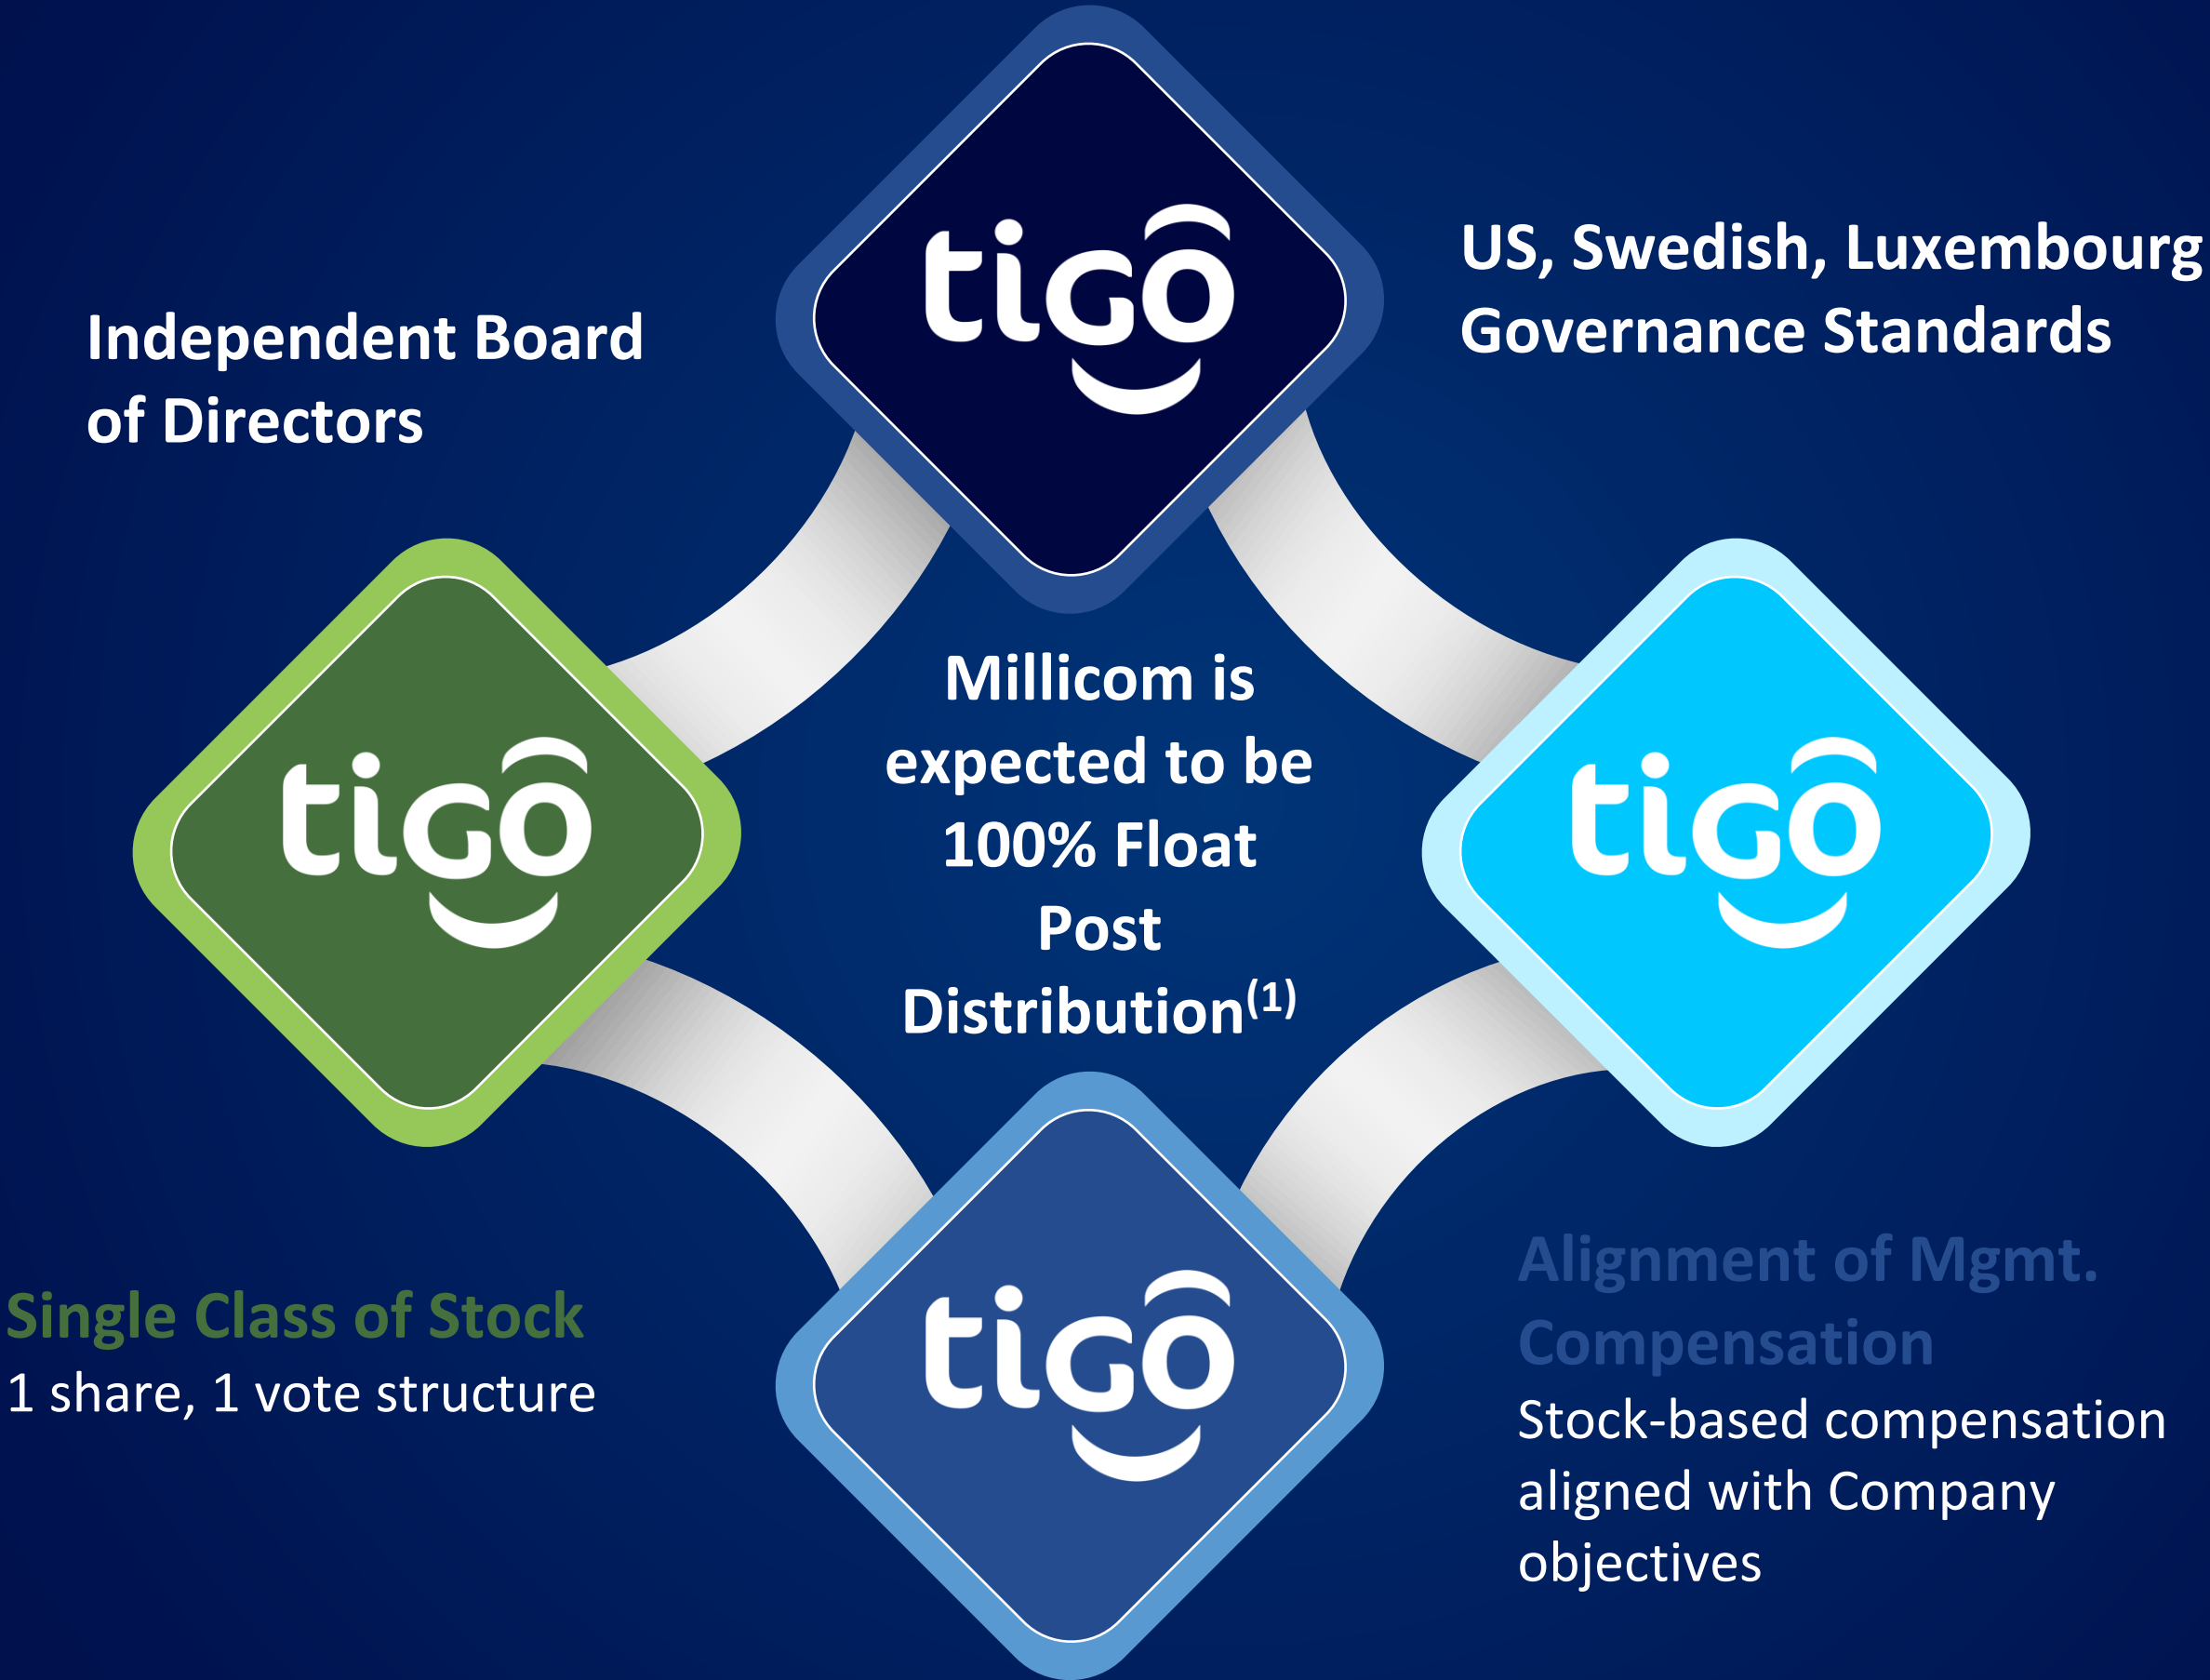 tigo
US, Swedish, Luxembourg
Governance Standards
Independent Board
of Directors
Millicom is
expected to be
100% Float
Post
Distribution(1)
tigo
tigo
Single Class of Stock
1 share, 1 vote structure
tigo
Alignment of Mgmt.
Compensation
Stock-based compensation
aligned with Company
objectives